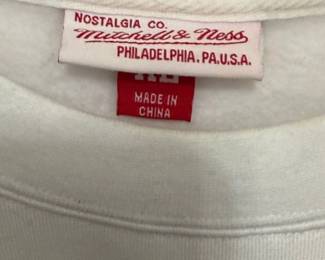 NOSTALGIA CO.
Mitchell & Ness
PHILADELPHIA, PA. U.S.A.
MADE IN
CHINA